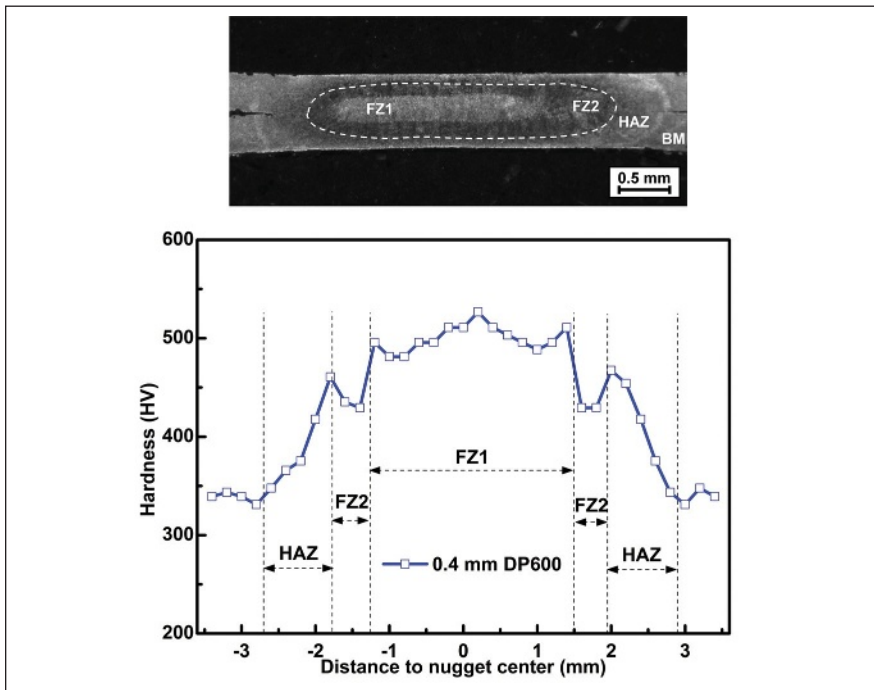 FZ1
FZ2
HAZ
BM
0.5 mm
600
500
400
300
200
Hardness (HV)
FZ1
FZ2
FZ2
HAZ
HAZ
0.4 mm DP600
-3
-2
-1
0
1
2
3
Distance to nugget center (mm)